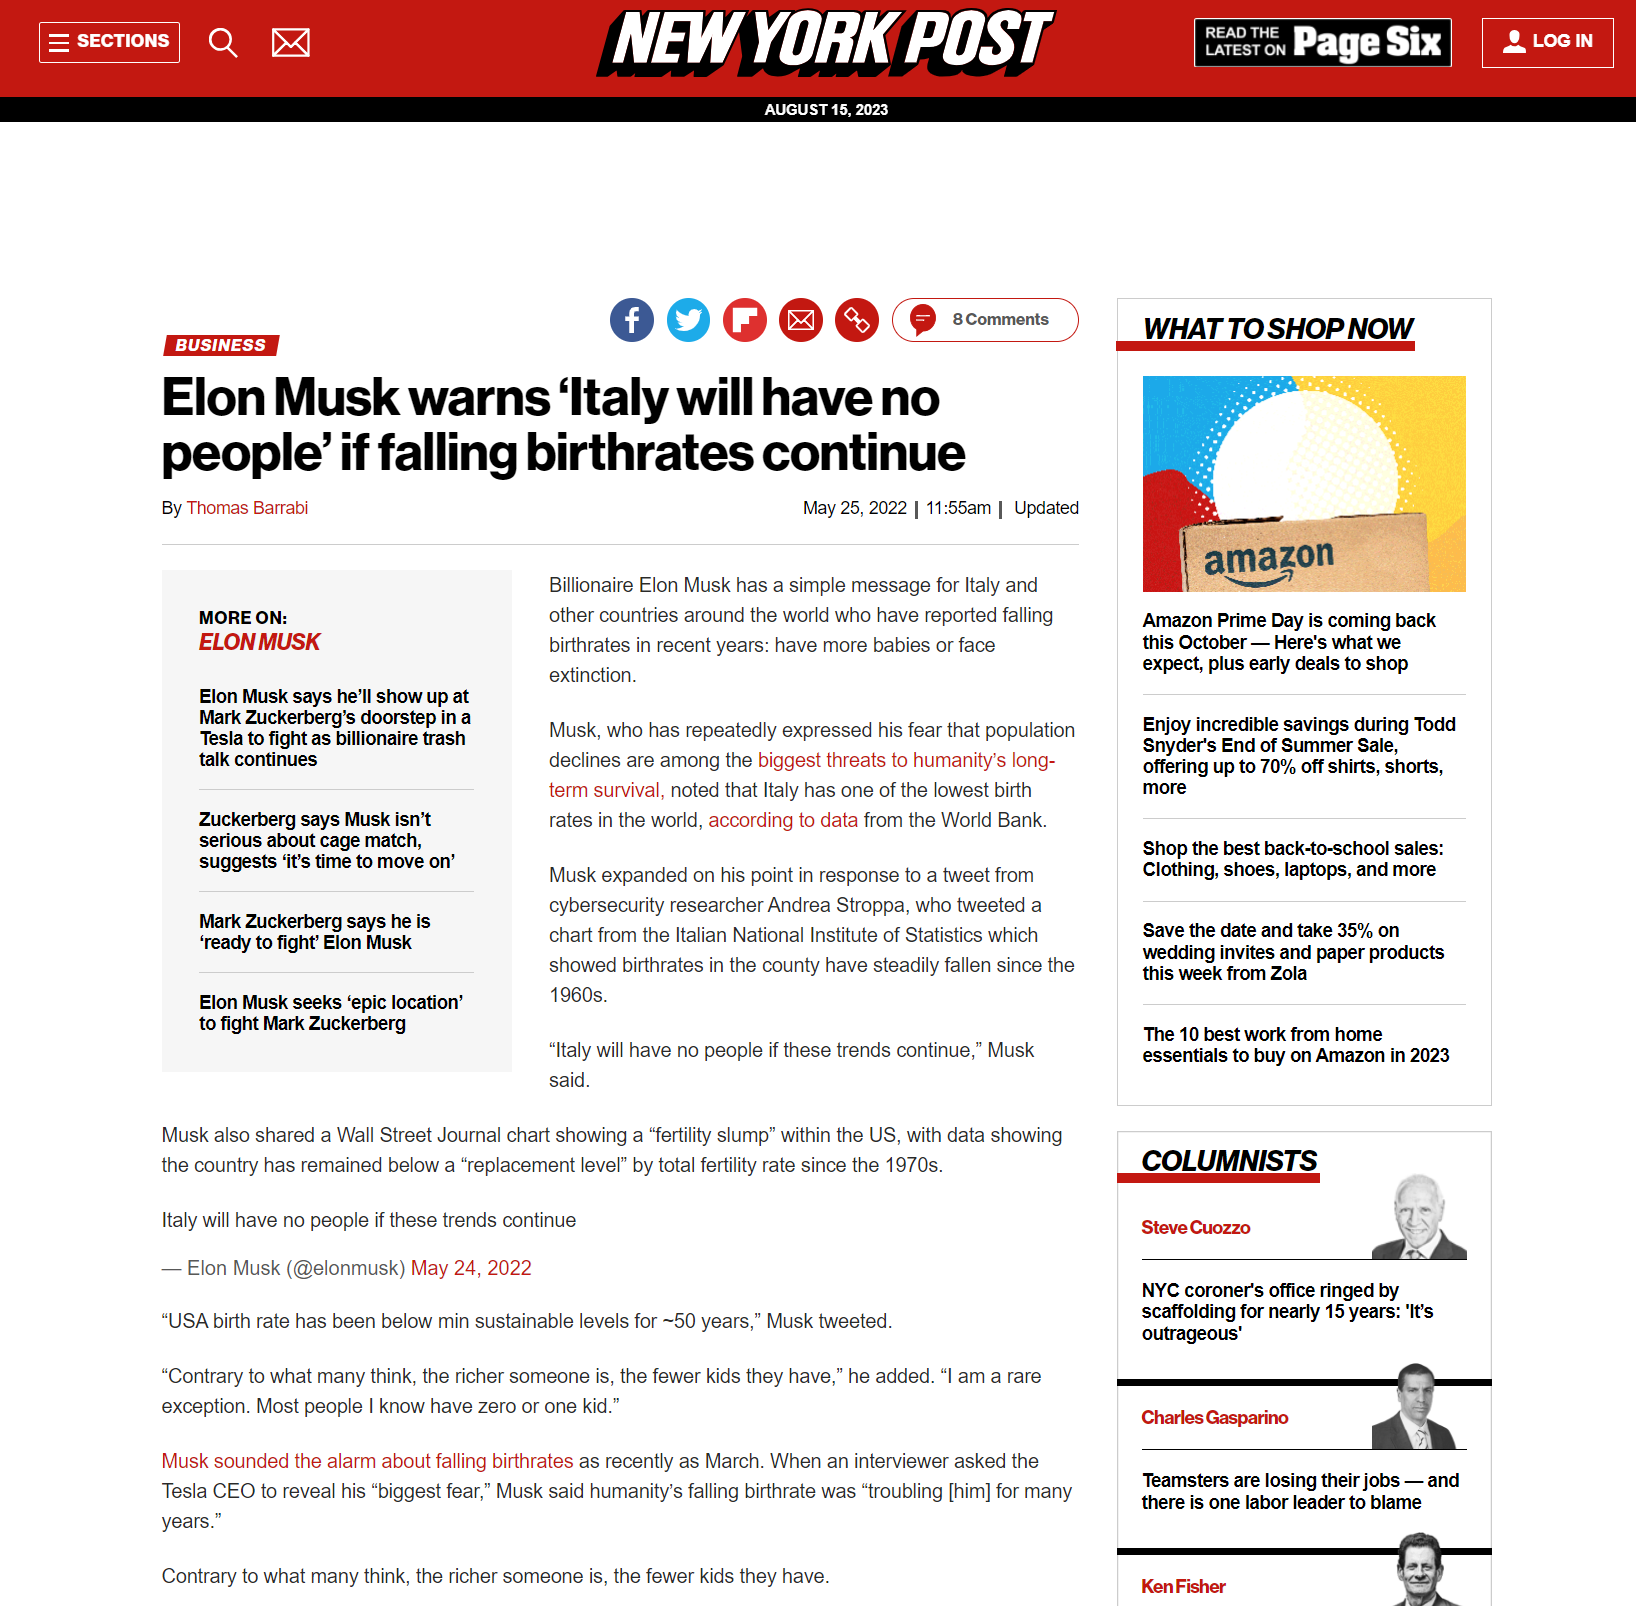 SECTIONS
NEW YORK POST
READ THE
LATEST ON
Page Six
LOG IN
AUGUST 15, 2023
8 Comments
BUSINESS
Elon Musk warns ‘Italy will have no
people’ if falling birthrates continue
By Thomas Barrabi
May 25, 2022 | 11:55am | Updated
MORE ON:
ELON MUSK
Elon Musk says he’ll show up at
Mark Zuckerberg’s doorstep in a
Tesla to fight as billionaire trash
talk continues
Zuckerberg says Musk isn’t
serious about cage match,
suggests ‘it’s time to move on’
Mark Zuckerberg says he is
‘ready to fight’ Elon Musk
Elon Musk seeks ‘epic location’
to fight Mark Zuckerberg
Billionaire Elon Musk has a simple message for Italy and
other countries around the world who have reported falling
birthrates in recent years: have more babies or face
extinction.
Musk, who has repeatedly expressed his fear that population
declines are among the biggest threats to humanity’s long-
term survival, noted that Italy has one of the lowest birth
rates in the world, according to data from the World Bank.
Musk expanded on his point in response to a tweet from
cybersecurity researcher Andrea Stroppa, who tweeted a
chart from the Italian National Institute of Statistics which
showed birthrates in the county have steadily fallen since the
1960s.
“Italy will have no people if these trends continue,” Musk
said.
Musk also shared a Wall Street Journal chart showing a “fertility slump” within the US, with data showing
the country has remained below a “replacement level” by total fertility rate since the 1970s.
Italy will have no people if these trends continue
— Elon Musk (@elonmusk) May 24, 2022
“USA birth rate has been below min sustainable levels for ~50 years,” Musk tweeted.
“Contrary to what many think, the richer someone is, the fewer kids they have,” he added. “I am a rare
exception. Most people I know have zero or one kid.”
Musk sounded the alarm about falling birthrates as recently as March. When an interviewer asked the
Tesla CEO to reveal his “biggest fear,” Musk said humanity’s falling birthrate was “troubling [him] for many
years.”
Contrary to what many think, the richer someone is, the fewer kids they have.
WHAT TO SHOP NOW
amazon
Amazon Prime Day is coming back
this October — Here's what we
expect, plus early deals to shop
Enjoy incredible savings during Todd
Snyder's End of Summer Sale,
offering up to 70% off shirts, shorts,
more
Shop the best back-to-school sales:
Clothing, shoes, laptops, and more
Save the date and take 35% on
wedding invites and paper products
this week from Zola
The 10 best work from home
essentials to buy on Amazon in 2023
COLUMNISTS
Steve Cuozzo
NYC coroner's office ringed by
scaffolding for nearly 15 years: 'It’s
outrageous'
Charles Gasparino
Teamsters are losing their jobs — and
there is one labor leader to blame
Ken Fisher